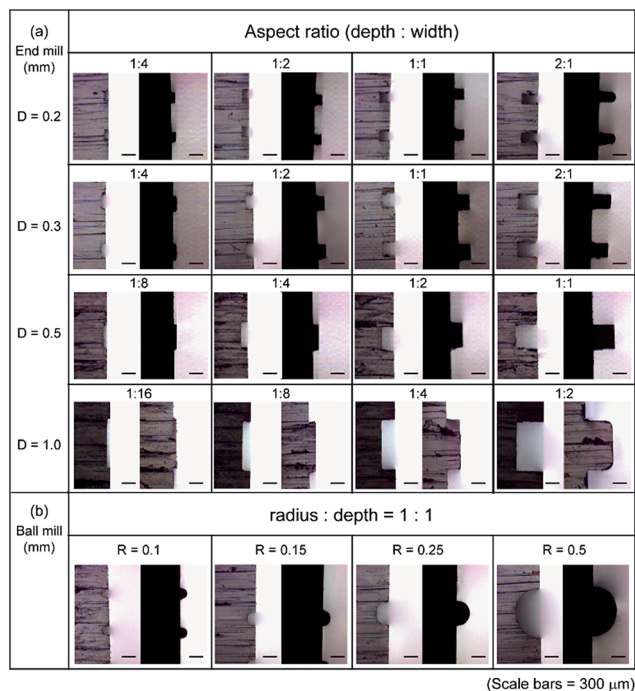 (a)
End mill
(mm)
Aspect ratio (depth : width)
D = 0.2
1:4 1:2 1:1 2:1
D = 0.3
1:4 1:2 1:1 2:1
D = 0.5
1:8 1:4 1:2 1:1
D = 1.0
1:16 1:8 1:4 1:2
(b)
Ball mill
(mm)
radius : depth = 1 : 1
R = 0.1 R = 0.15 R = 0.25 R = 0.5
(Scale bars = 300 μm)